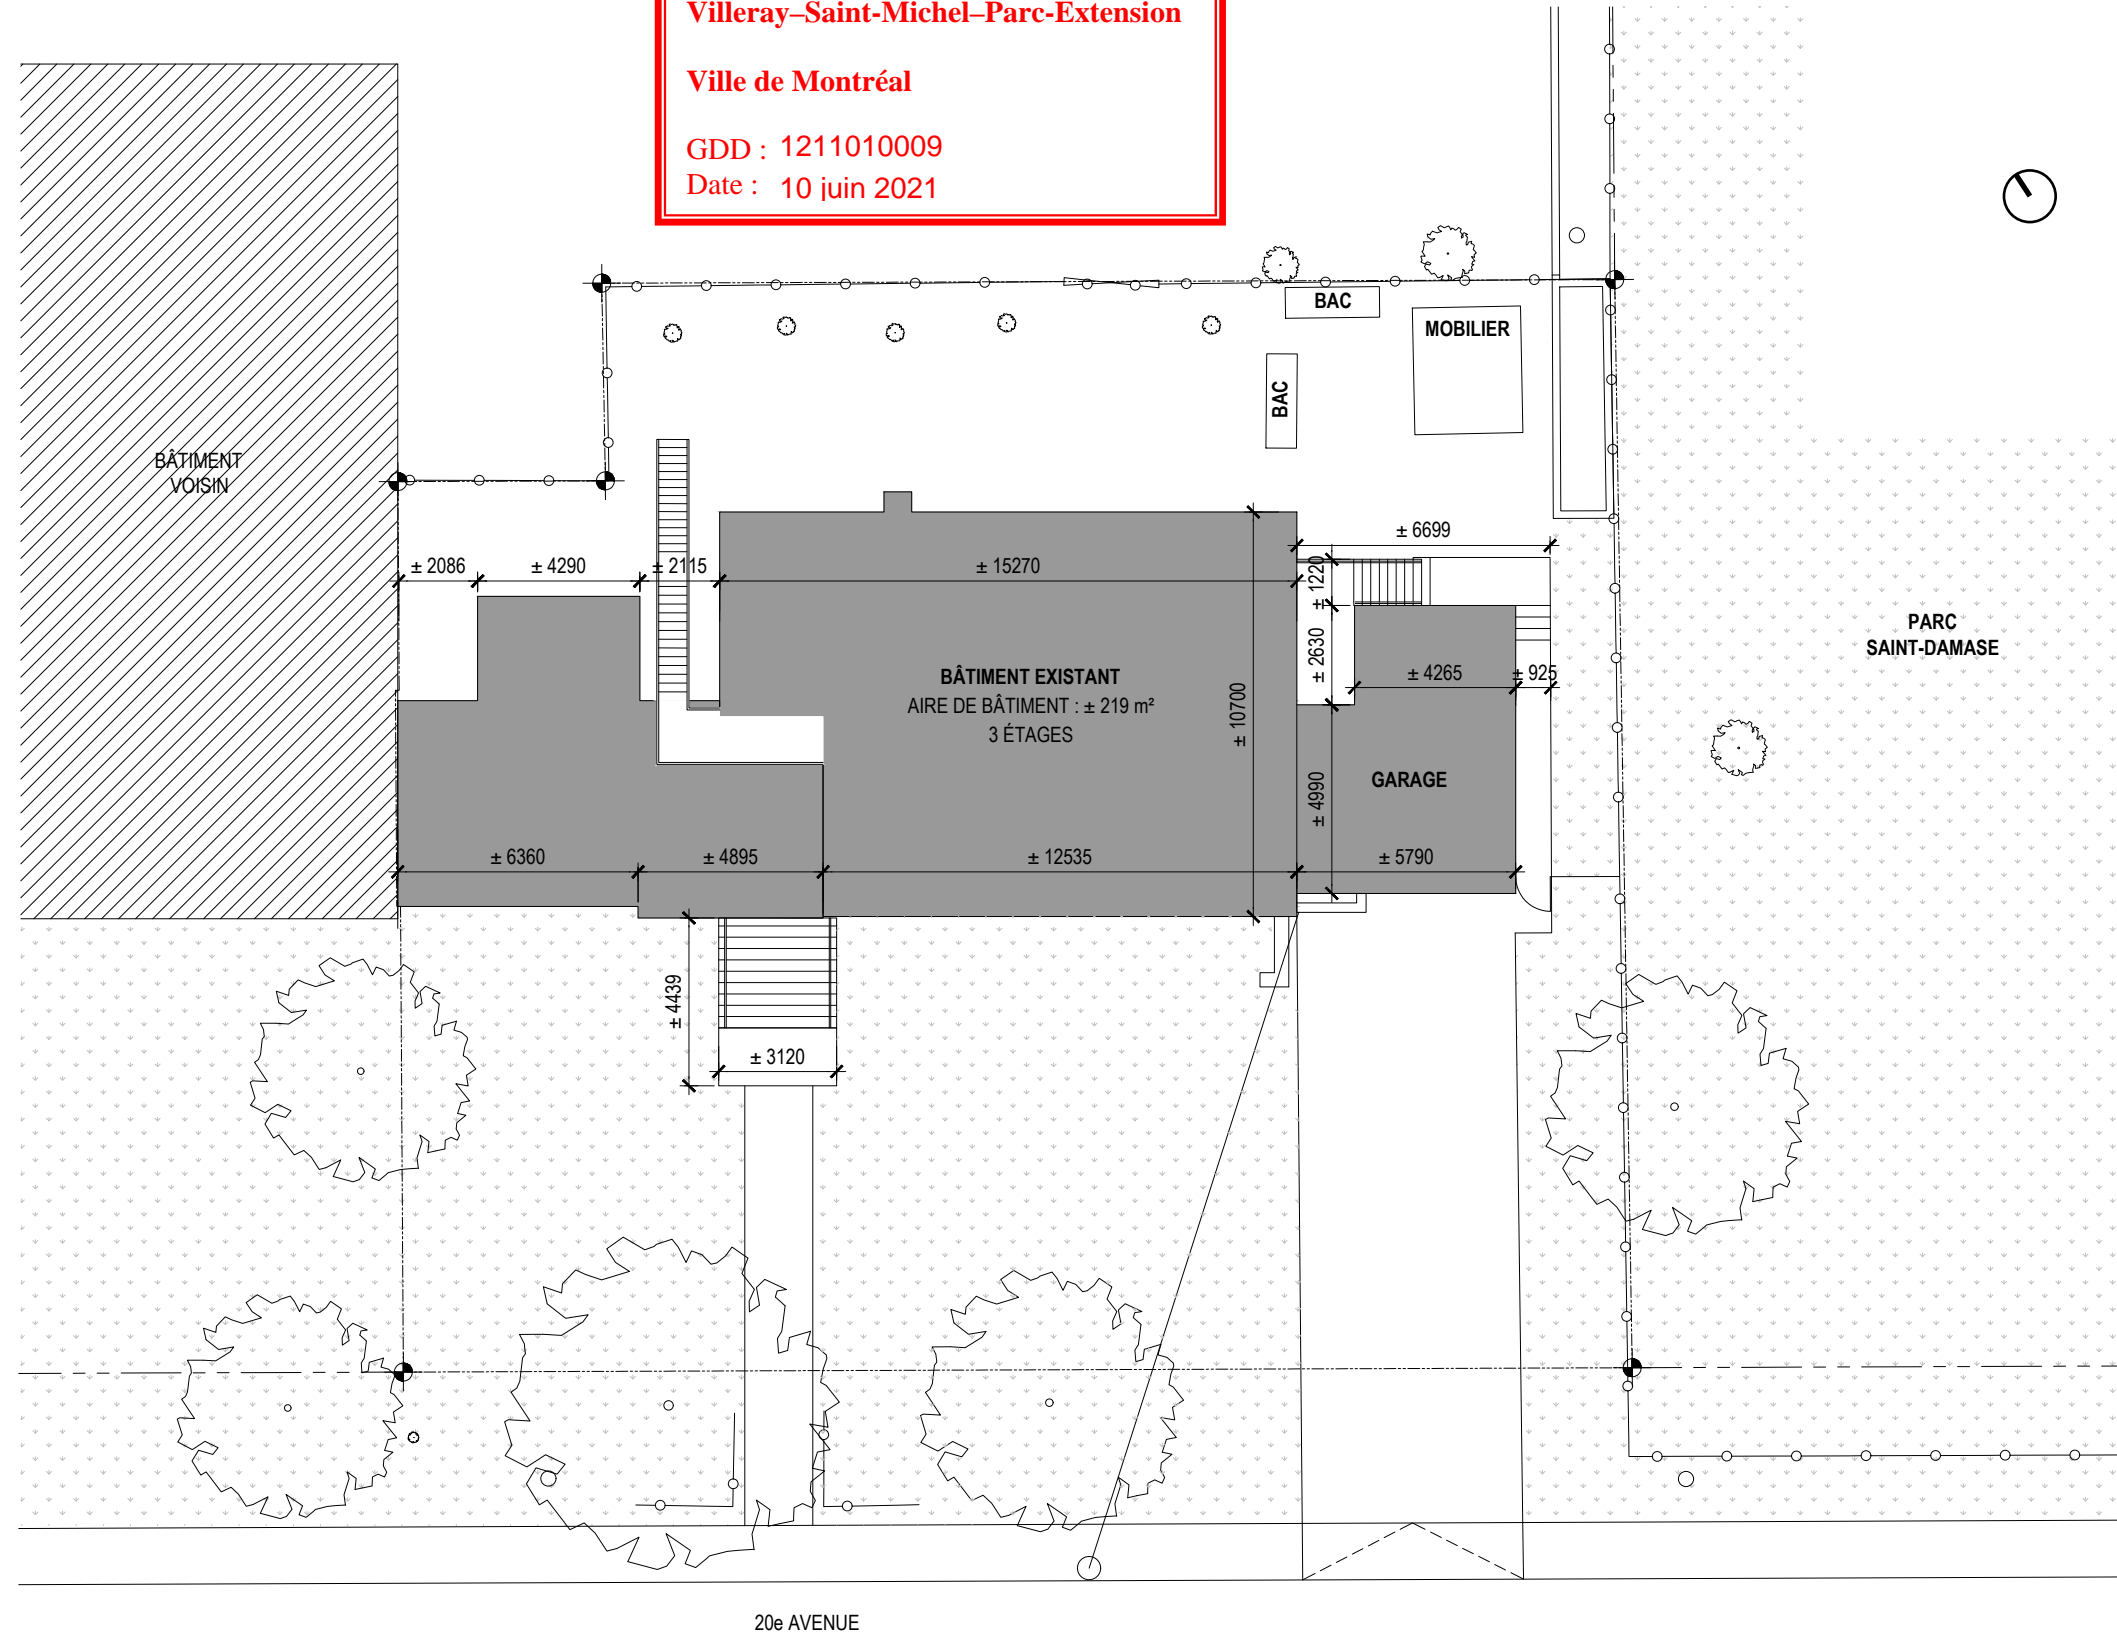 Villeray–Saint-Michel–Parc-Extension
Ville de Montréal
GDD : 1211010009
Date : 10 juin 2021
BAC
MOBILIER
BAC
BÂTIMENT
VOISIN
± 6699
± 2086
± 4290
± 2115
± 15270
± 1220
PARC
SAINT-DAMASE
± 2630
BÂTIMENT EXISTANT
AIRE DE BÂTIMENT : ± 219 m²
3 ÉTAGES
± 4265
± 925
± 10700
± 4990
GARAGE
± 6360
± 4895
± 12535
± 5790
± 4439
± 3120
20e AVENUE